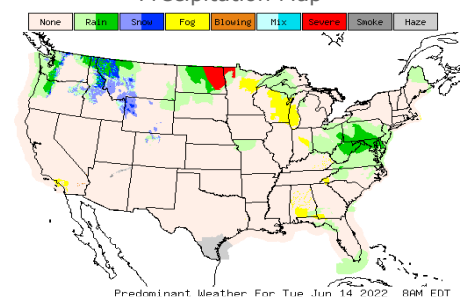 Precipitation Map
None Rain Snow Fog Blowing Mix Severe Smoke Haze
Predominant Weather For Tue Jun 14 2022 8AM EDT